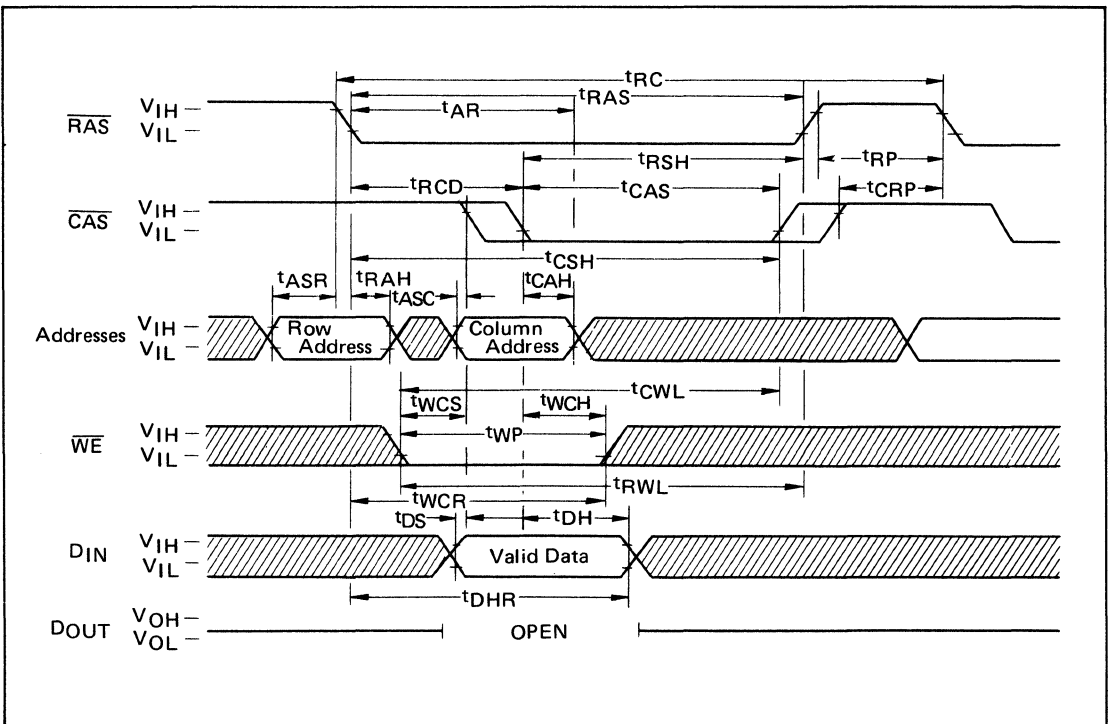 tRC
tRAS
tAR
RAS
VIH
VIL
tRSH
tRP
tRCD
tCAS
tCRP
CAS
VIH
VIL
tCSH
tASR
tRAH
tASC
tCAH
Addresses
VIH
VIL
Row
Address
Column
Address
tCWL
tWCS
tWCH
WE
VIH
VIL
tWP
tRWL
tWCR
tDS
tDH
DIN
VIH
VIL
Valid Data
tDHR
DOUT
VOH
VOL
OPEN